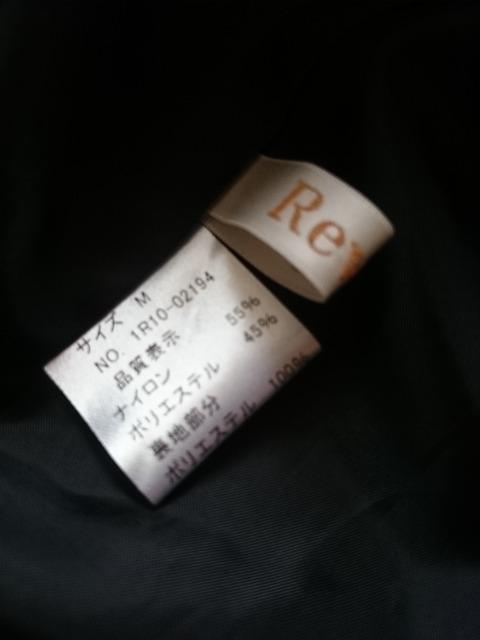 Re
サイズ M
NO. 1R10-02194
品質表示
ナイロン 55%
ポリエステル 45%
裏地部分
ポリエステル 100%